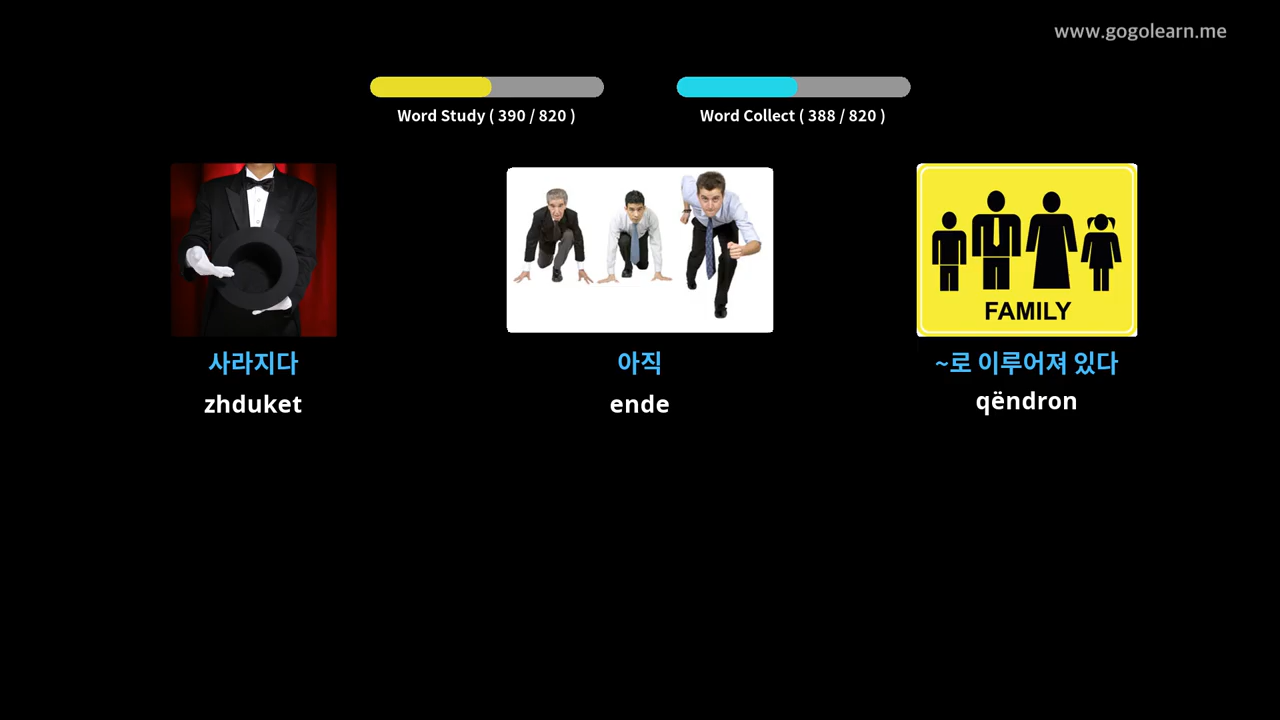 www.gogolearn.me
Word Study ( 390 / 820 )
Word Collect ( 388 / 820 )
FAMILY
사라지다
아직
~로 이루어져 있다
zhduket
ende
qëndron